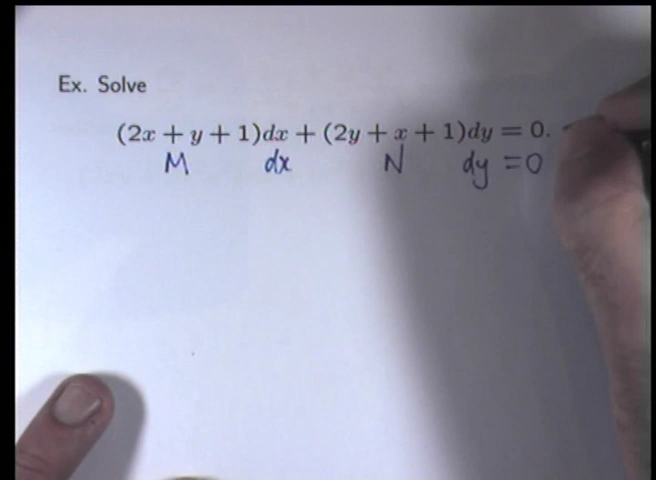 Ex. Solve
(2x + y + 1)dx + (2y + x + 1)dy = 0.
M dx N dy = 0